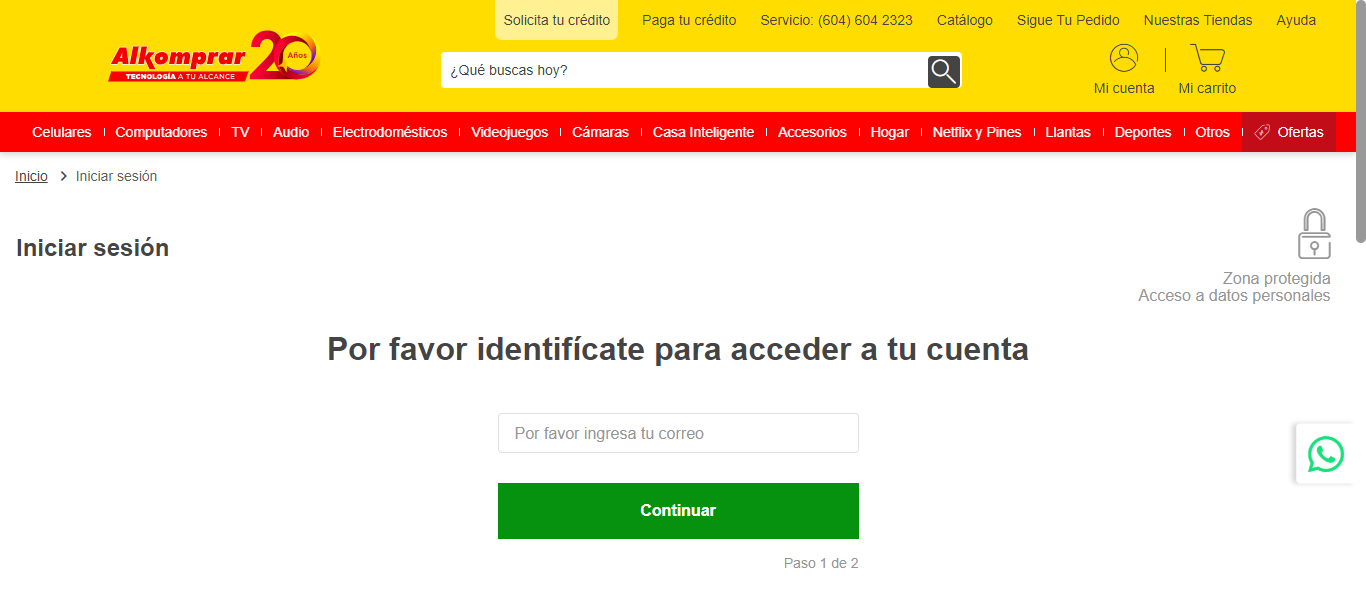 Solicita tu crédito Paga tu crédito Servicio: (604) 604 2323 Catálogo Sigue Tu Pedido Nuestras Tiendas Ayuda
Alkomprar 20 Años
TECNOLOGÍA A TU ALCANCE
¿Qué buscas hoy?
Mi cuenta Mi carrito
Celulares Computadores TV Audio Electrodomésticos Videojuegos Cámaras Casa Inteligente Accesorios Hogar Netflix y Pines Llantas Deportes Otros Ofertas
Inicio > Iniciar sesión
Iniciar sesión
Zona protegida
Acceso a datos personales
Por favor identifícate para acceder a tu cuenta
Por favor ingresa tu correo
Continuar
Paso 1 de 2